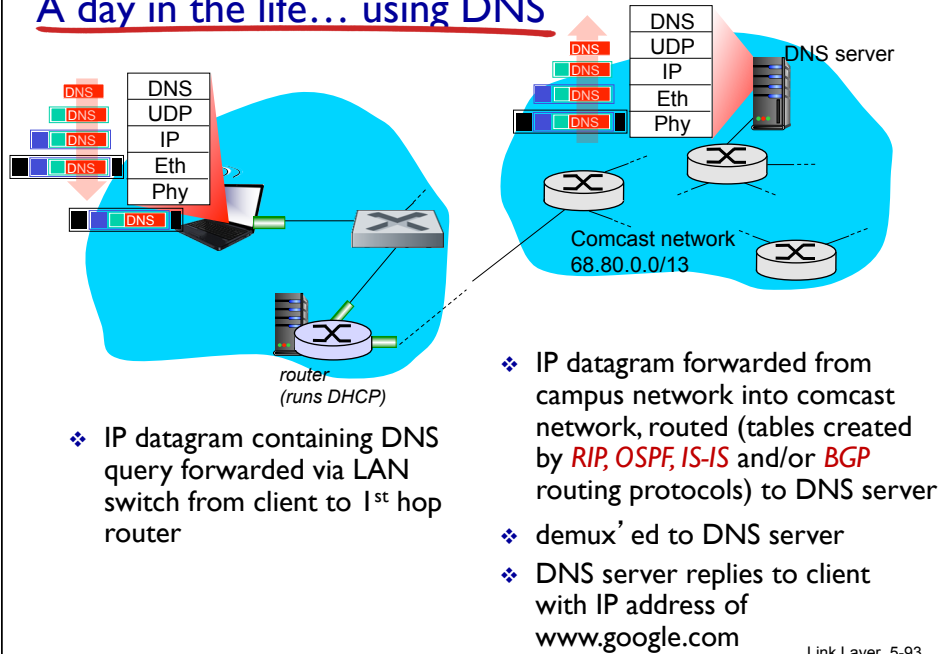 A day in the life… using DNS
DNS
DNS
DNS
DNS
DNS
DNS
UDP
IP
Eth
Phy
DNS
DNS
DNS
DNS
DNS
UDP
IP
Eth
Phy
DNS server
Comcast network
68.80.0.0/13
router
(runs DHCP)
❖ IP datagram containing DNS
query forwarded via LAN
switch from client to 1st hop
router
❖ IP datagram forwarded from
campus network into comcast
network, routed (tables created
by RIP, OSPF, IS-IS and/or BGP
routing protocols) to DNS server
❖ demux’ ed to DNS server
❖ DNS server replies to client
with IP address of
www.google.com
Link Layer 5-93